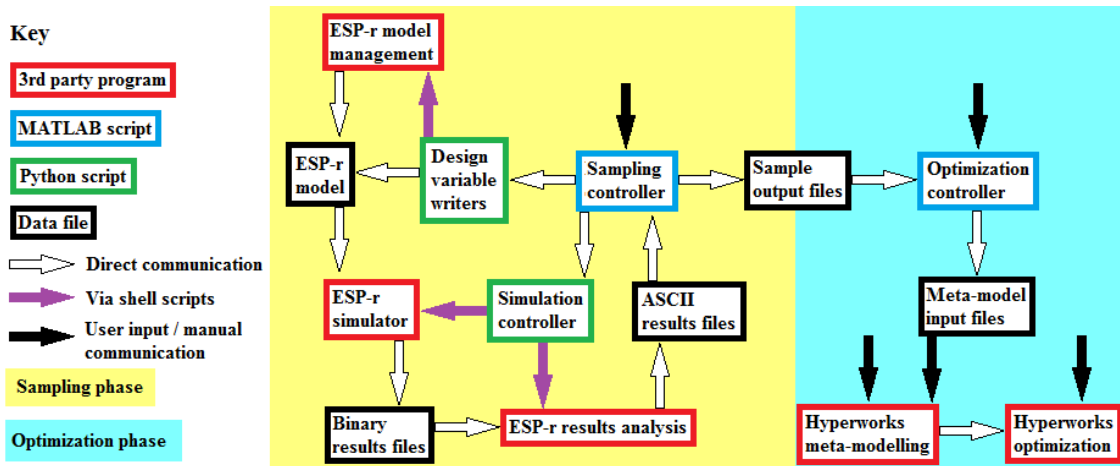 Key
3rd party program
MATLAB script
Python script
Data file
Direct communication
Via shell scripts
User input / manual
communication
Sampling phase
Optimization phase
ESP-r model
management
ESP-r
model
Design
variable
writers
Sampling
controller
Sample
output files
Optimization
controller
ESP-r
simulator
Simulation
controller
ASCII
results files
Meta-model
input files
Binary
results files
ESP-r results analysis
Hyperworks
meta-modelling
Hyperworks
optimization